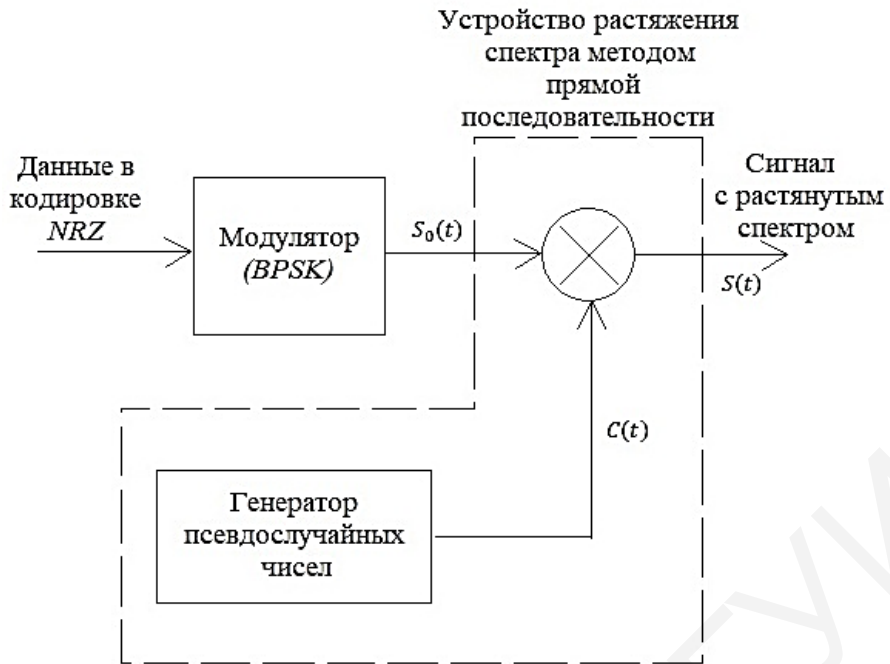 Устройство растяжения
спектра методом
прямой
последовательности
Данные в
кодировке
NRZ
Модулятор
(BPSK)
S₀(t)
Сигнал
с растянутым
спектром
S(t)
C(t)
Генератор
псевдослучайных
чисел